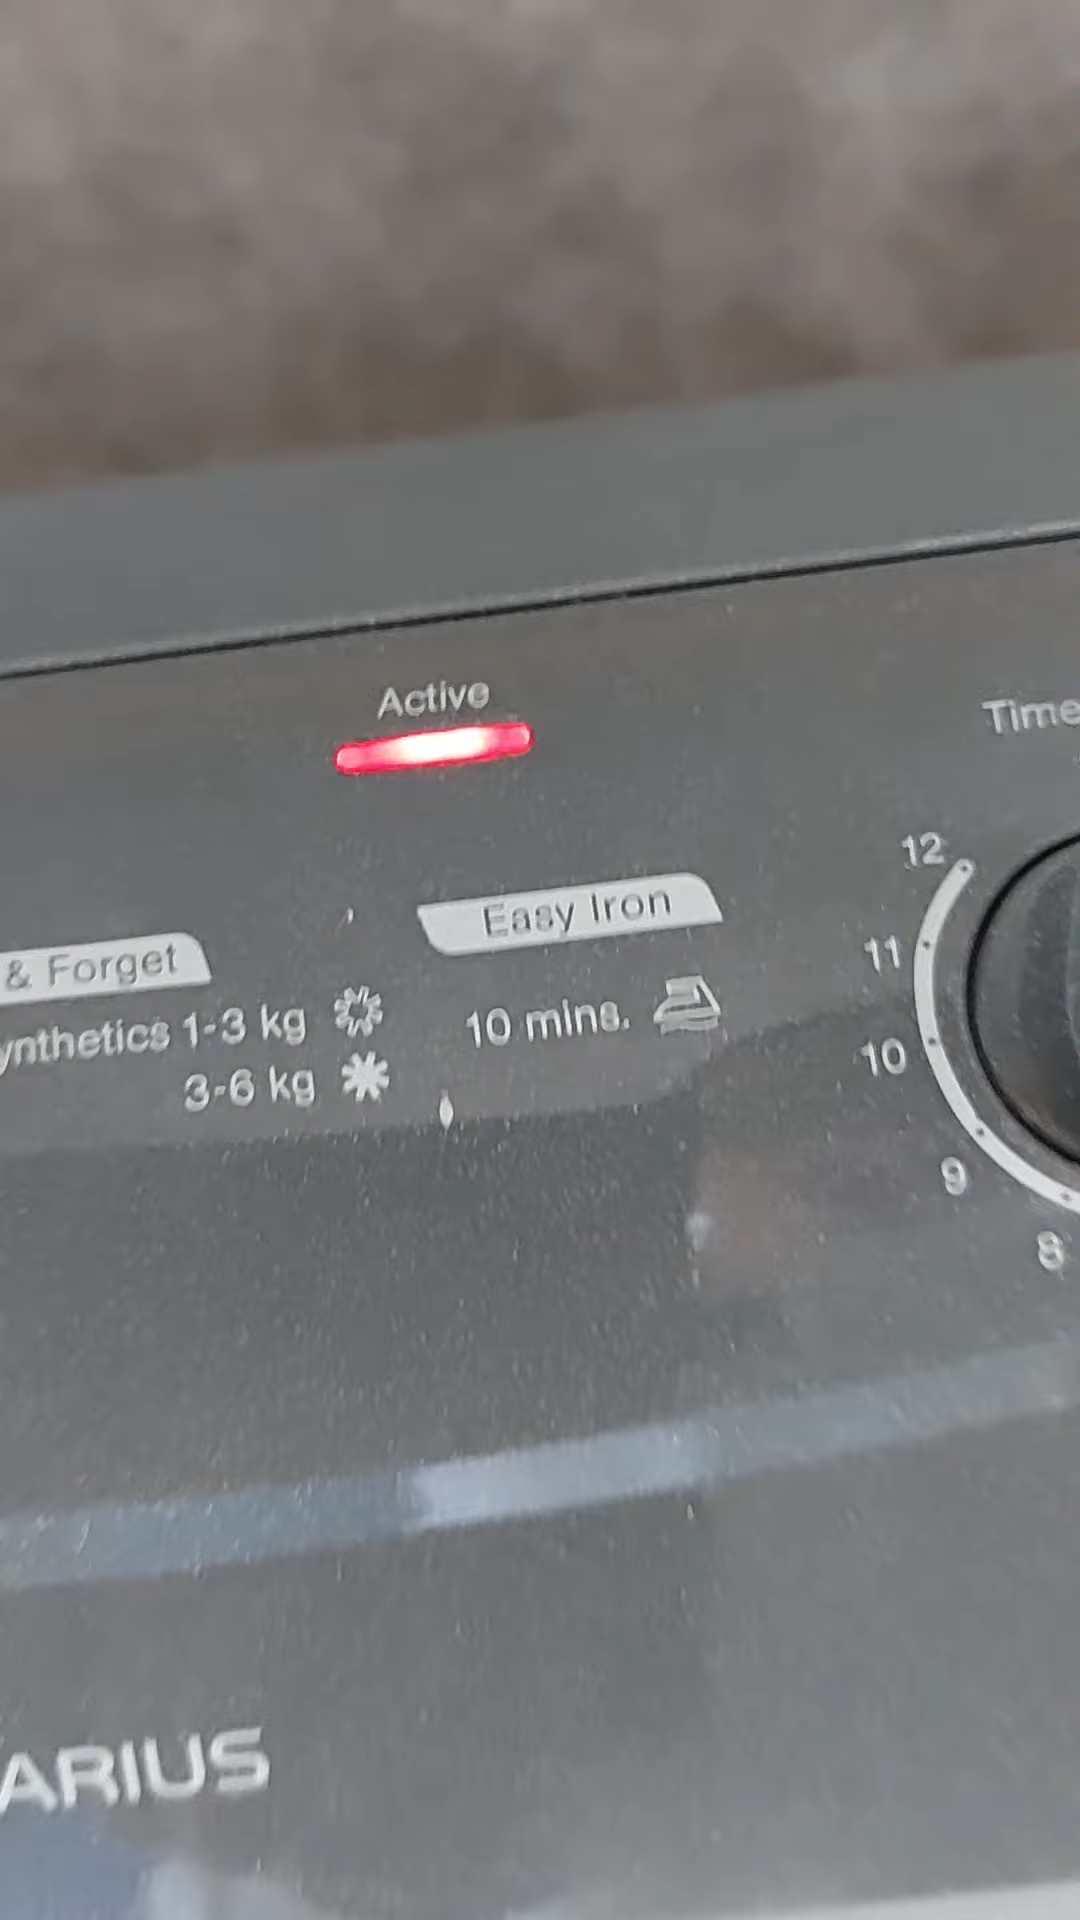 Active
Time
Easy Iron
& Forget
ynthetics 1-3 kg
3-6 kg
10 mins.
12
11
10
9
8
ARIUS